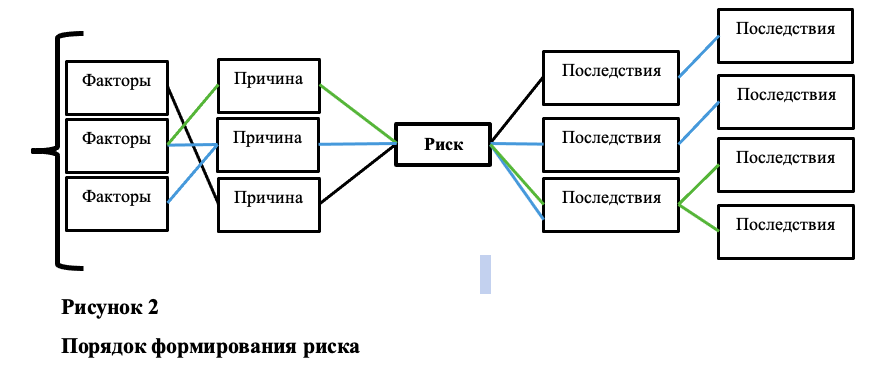 Последствия
Факторы
Причина
Последствия
Последствия
Факторы
Причина
Риск
Последствия
Последствия
Факторы
Причина
Последствия
Последствия
Рисунок 2
Порядок формирования риска